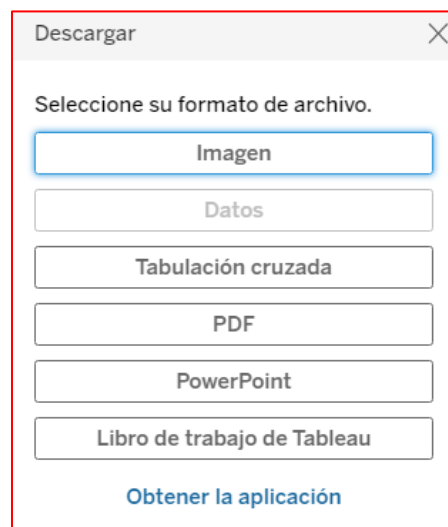 Descargar
Seleccione su formato de archivo.
Imagen
Datos
Tabulación cruzada
PDF
PowerPoint
Libro de trabajo de Tableau
Obtener la aplicación